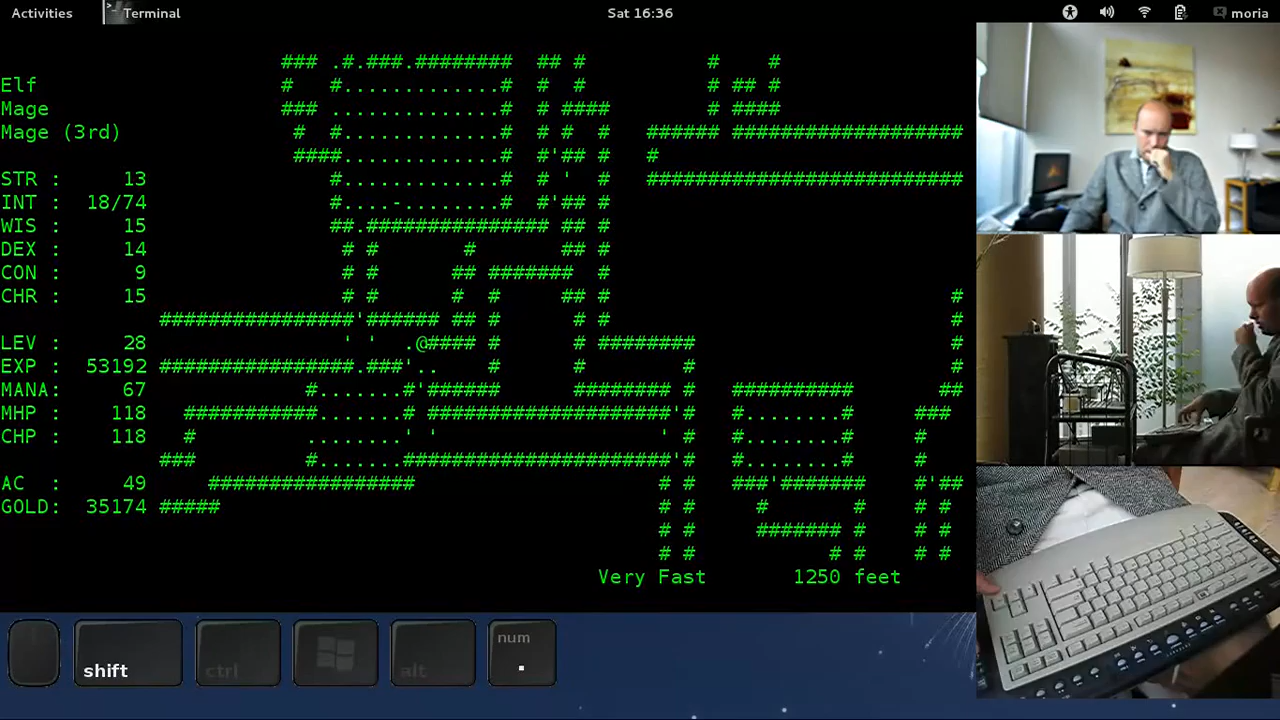 Activities Terminal Sat 16:36 moria
### .#.###.######## ## # # #
Elf # #.............# # # # ## #
Mage ### ..............# # #### # ####
Mage (3rd) # #.............# # # # ###### ###################
####.............# #'## # #
STR : 13 #.............# # ' # ##########################
INT : 18/74 #....-........# #'## #
WIS : 15 ##.############### ## #
DEX : 14 # # # ## #
CON : 9 # # ## ####### #
CHR : 15 # # # # ## # #
################'###### ## # # # #
LEV : 28 ' ' .@#### # # ######## #
EXP : 53192 ################.###'.. # # # #
MANA: 67 #.......#'###### ######## # ########## ##
MHP : 118 ###########.......# ####################'# #........# ###
CHP : 118 # ........' ' ' # #........# #
### #.......######################'# #........# #
AC : 49 ################# # # ###'####### #'##
GOLD: 35174 ##### # # # # # #
# # ####### # # #
# # # # # #
Very Fast 1250 feet
shift ctrl alt num .